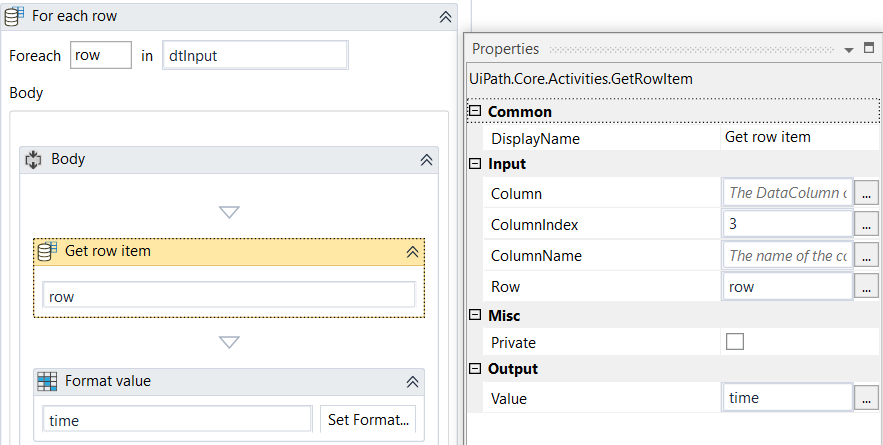 For each row
Foreach row in dtInput
Body
Body
Get row item
row
Format value
time Set Format...
Properties
UiPath.Core.Activities.GetRowItem
Common
DisplayName Get row item
Input
Column The DataColumn
ColumnIndex 3
ColumnName The name of the co
Row row
Misc
Private
Output
Value time